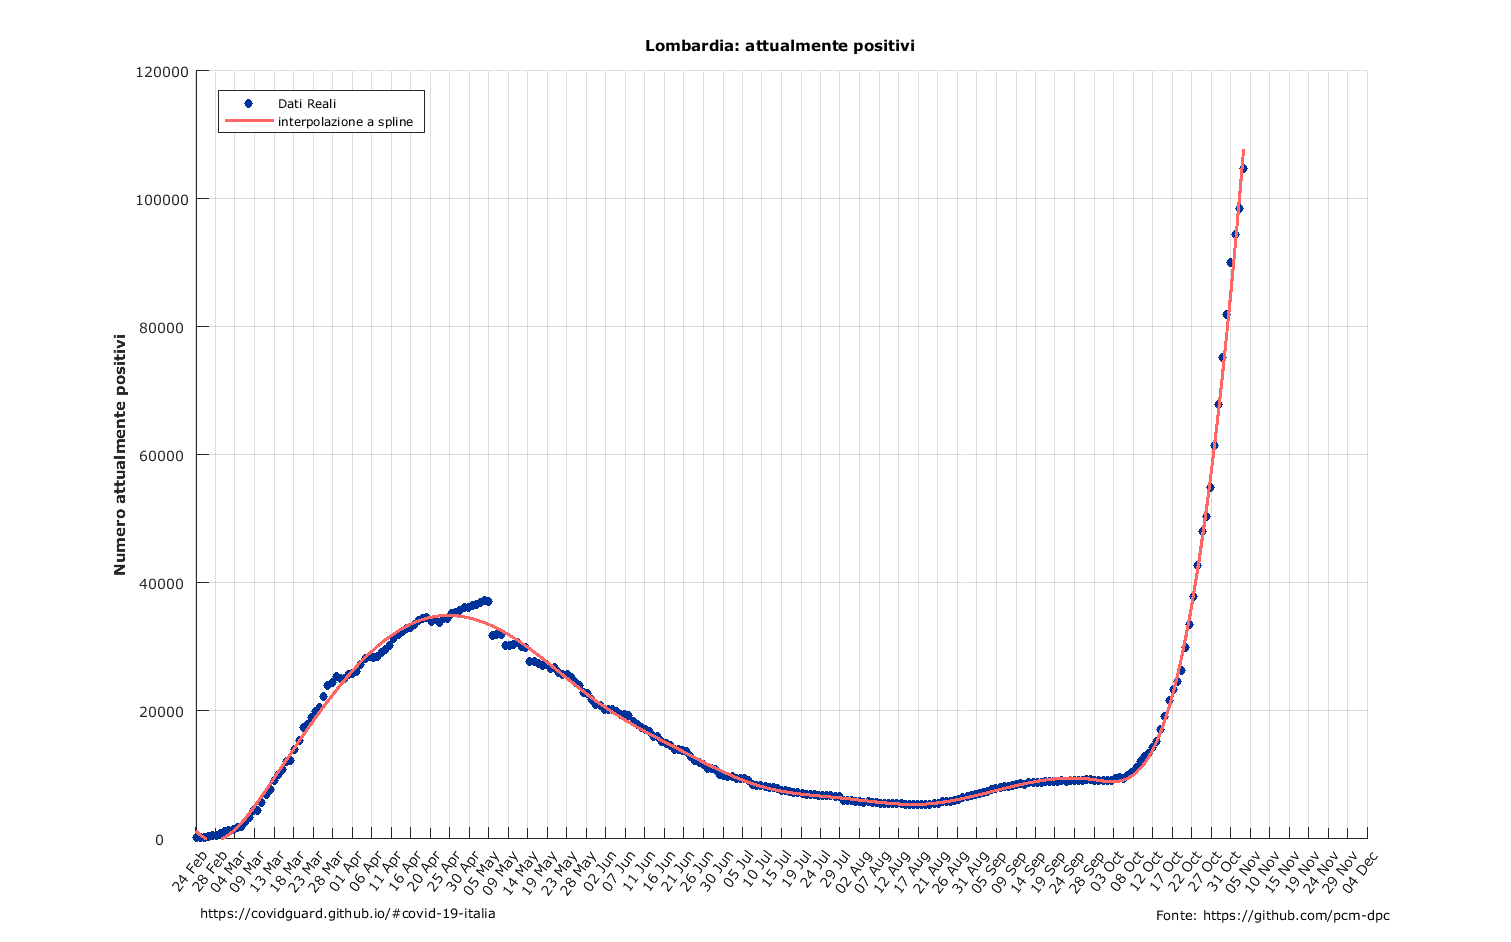 Lombardia: attualmente positivi
120000
100000
80000
60000
40000
20000
0
Numero attualmente positivi
Dati Reali
interpolazione a spline
24 Feb
28 Feb
04 Mar
09 Mar
13 Mar
18 Mar
23 Mar
28 Mar
01 Apr
06 Apr
11 Apr
16 Apr
20 Apr
25 Apr
30 Apr
05 May
09 May
14 May
19 May
23 May
28 May
02 Jun
07 Jun
11 Jun
16 Jun
21 Jun
26 Jun
30 Jun
05 Jul
10 Jul
15 Jul
19 Jul
24 Jul
29 Jul
02 Aug
07 Aug
12 Aug
17 Aug
21 Aug
26 Aug
31 Aug
05 Sep
09 Sep
14 Sep
19 Sep
24 Sep
28 Sep
03 Oct
08 Oct
12 Oct
17 Oct
22 Oct
27 Oct
31 Oct
05 Nov
10 Nov
15 Nov
19 Nov
24 Nov
29 Nov
04 Dec
https://covidguard.github.io/#covid-19-italia
Fonte: https://github.com/pcm-dpc